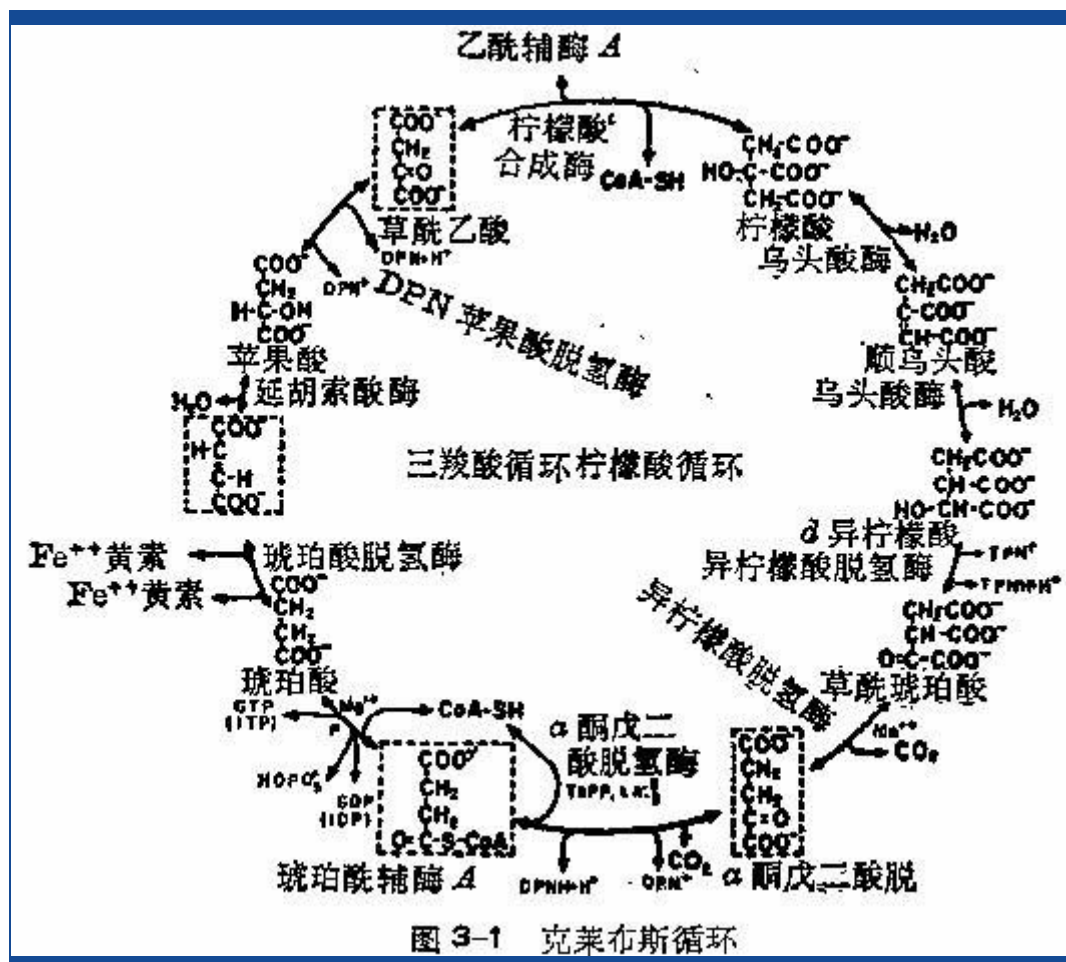 乙酰辅酶 A
COO⁻
CH₂
C=O
COO⁻
草酰乙酸
柠檬酸
合成酶
CoA-SH
CH₂-COO⁻
HO-C-COO⁻
CH₂COO⁻
柠檬酸
乌头酸酶
H₂O
CH₂COO⁻
C-COO⁻
CH-COO⁻
顺乌头酸
乌头酸酶
H₂O
CH₂COO⁻
CH-COO⁻
HO-CH-COO⁻
d 异柠檬酸
异柠檬酸脱氢酶
TPN⁺
TPNH+H⁺
CH₂COO⁻
CH-COO⁻
O=C-COO⁻
草酰琥珀酸
异柠檬酸脱氢酶
CO₂
COO⁻
CH₂
CH₂
C=O
COO⁻
α 酮戊二酸脱
CO₂
DPN⁺
DPNH+H⁺
α 酮戊二
酸脱氢酶
CoA-SH
COO⁻
CH₂
CH₂
O=C-S-CoA
琥珀酰辅酶 A
GTP
(ITP)
GDP
(IDP)
琥珀酸
COO⁻
CH₂
CH₂
COO⁻
Fe⁺⁺黄素
Fe⁺⁺黄素
琥珀酸脱氢酶
COO⁻
H-C
C-H
COO⁻
H₂O
延胡索酸酶
苹果酸
COO⁻
CH₂
H-C-OH
COO⁻
DPN⁺
DPN+H⁺
DPN 苹果酸脱氢酶
三羧酸循环柠檬酸循环
图 3-1 克莱布斯循环